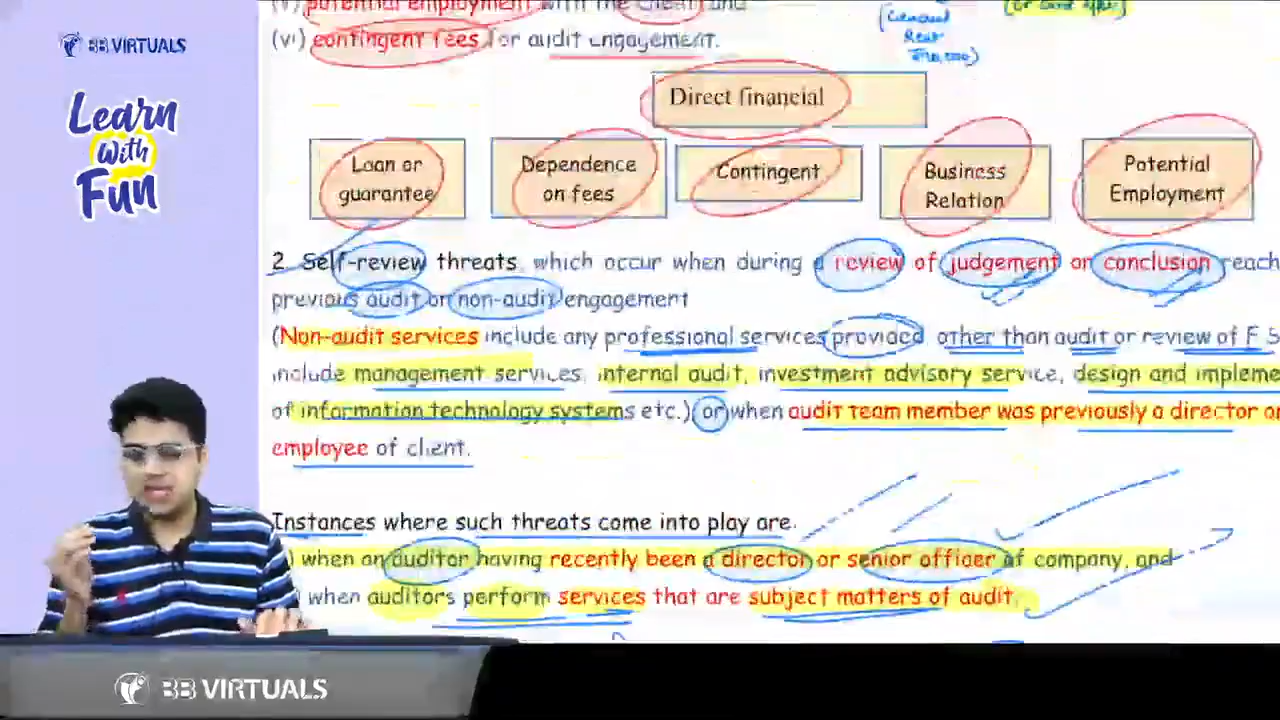 (v) potential employment with the client and
(vi) contingent fees for audit engagement.
BB VIRTUALS
Learn
With
Fun
Direct financial
Loan or
guarantee
Dependence
on fees
Contingent
Business
Relation
Potential
Employment
2. Self-review threats, which occur when during a review of judgement or conclusion reach
previous audit or non-audit engagement
(Non-audit services include any professional services provided other than audit or review of F S
include management services, internal audit, investment advisory service, design and impleme
of information technology systems etc.) or when audit team member was previously a director o
employee of client.
Instances where such threats come into play are.
) when an auditor having recently been a director or senior officer of company, and
) when auditors perform services that are subject matters of audit.
BB VIRTUALS